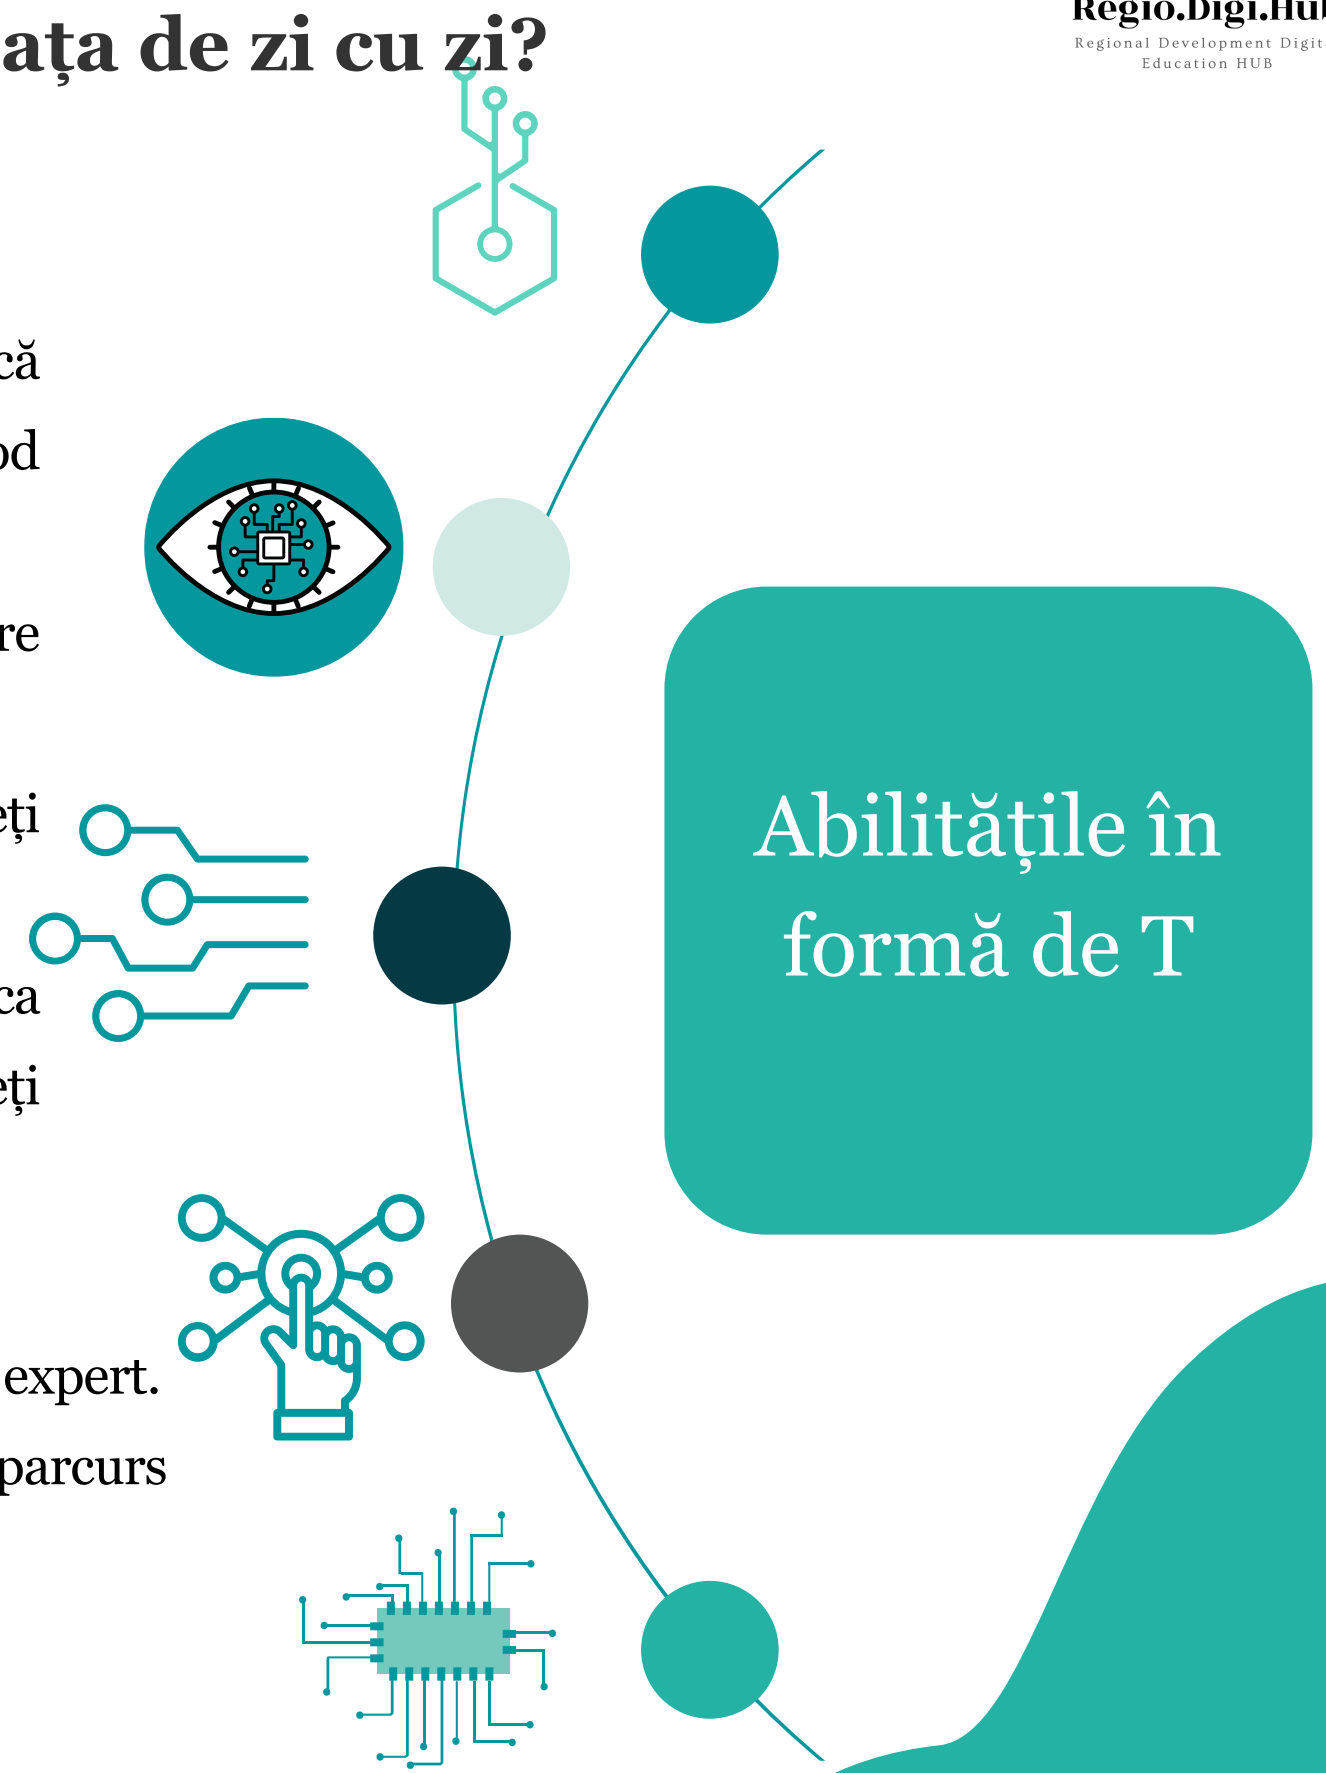 ața de zi cu zi?
Regio.Digi.Hub
Regional Development Digit
Education HUB
că
od
re
eți
ca
eți
expert.
parcurs
Abilitățile în
formă de T